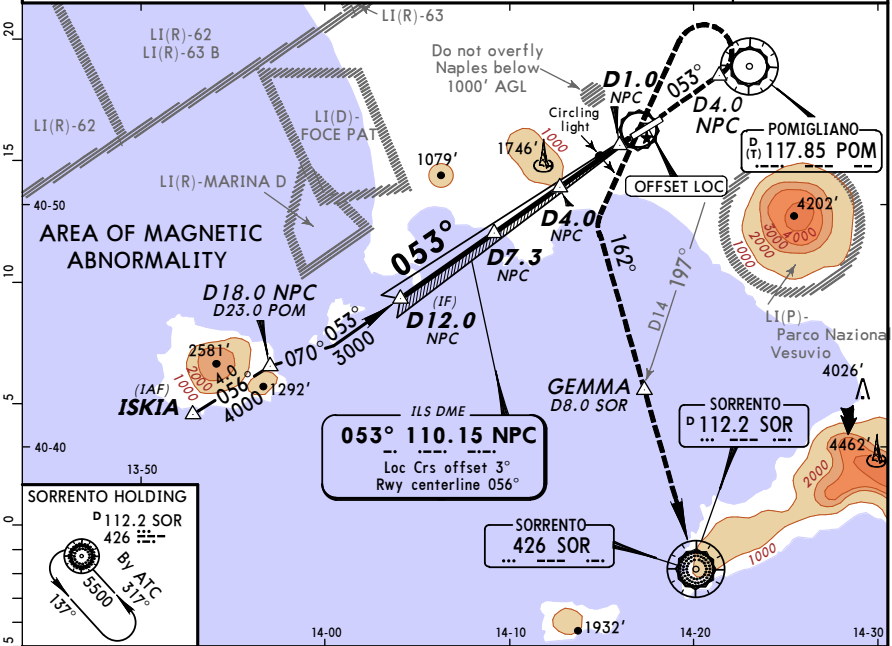 20
15
10
5
0
5
40-50
40-40
13-50
14-00
14-10
14-20
14-30
LI(R)-62
LI(R)-63 B
LI(R)-63
LI(R)-62
LI(D)-
FOCE PAT
LI(R)-MARINA D
AREA OF MAGNETIC
ABNORMALITY
Do not overfly
Naples below
1000' AGL
D1.0
NPC
053°
D4.0
NPC
Circling
light
1000
1746'
1079'
POMIGLIANO
D
(T) 117.85 POM
OFFSET LOC
4202'
4000
3000
2000
1000
LI(P)-
Parco Nazional
Vesuvio
053°
D4.0
NPC
D7.3
NPC
(IF)
D12.0
NPC
162°
D14
197°
D18.0 NPC
D23.0 POM
070°
053°
3000
2581'
4.0
2000
1000
1292'
(IAF)
ISKIA
056°
4000
GEMMA
D8.0 SOR
4026'
4462'
2000
1000
ILS DME
053° 110.15 NPC
Loc Crs offset 3°
Rwy centerline 056°
SORRENTO
D 112.2 SOR
SORRENTO
426 SOR
1932'
SORRENTO HOLDING
D 112.2 SOR
426
By ATC
5500
317°
137°